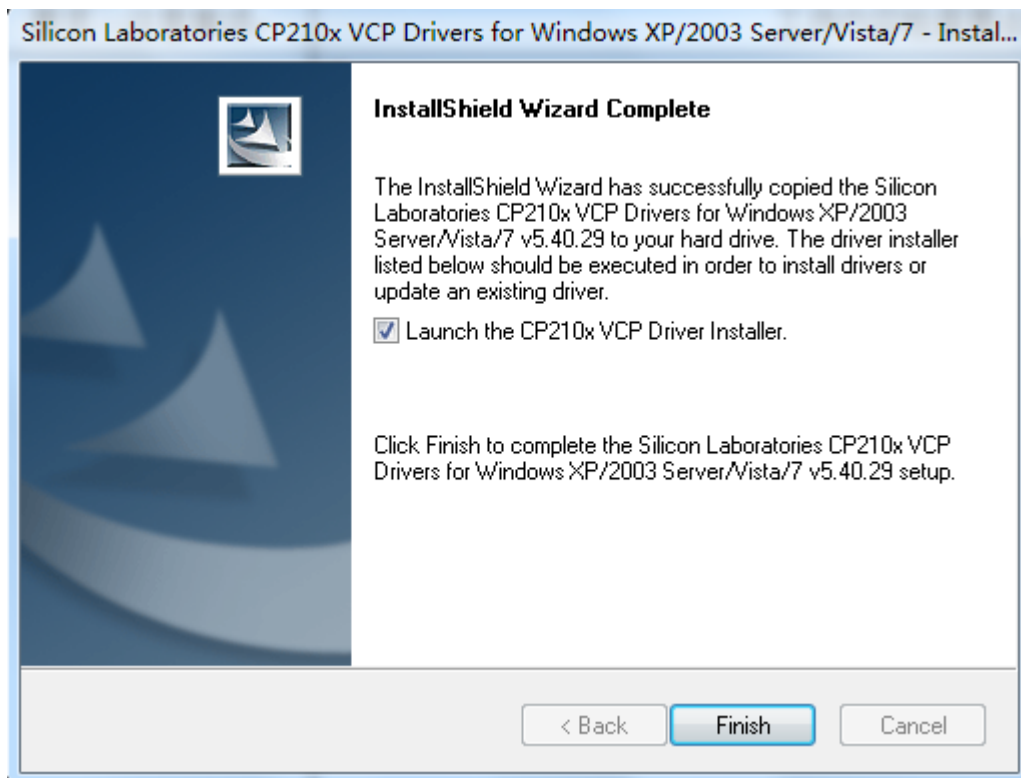 Silicon Laboratories CP210x VCP Drivers for Windows XP/2003 Server/Vista/7 - Instal...
InstallShield Wizard Complete
The InstallShield Wizard has successfully copied the Silicon
Laboratories CP210x VCP Drivers for Windows XP/2003
Server/Vista/7 v5.40.29 to your hard drive. The driver installer
listed below should be executed in order to install drivers or
update an existing driver.
Launch the CP210x VCP Driver Installer.
Click Finish to complete the Silicon Laboratories CP210x VCP
Drivers for Windows XP/2003 Server/Vista/7 v5.40.29 setup.
< Back Finish Cancel